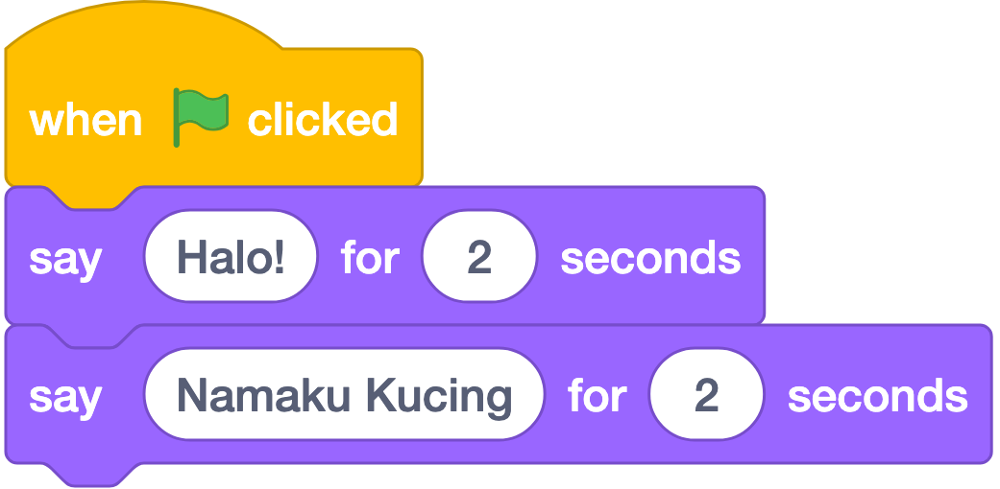 when clicked
say Halo! for 2 seconds
say Namaku Kucing for 2 seconds